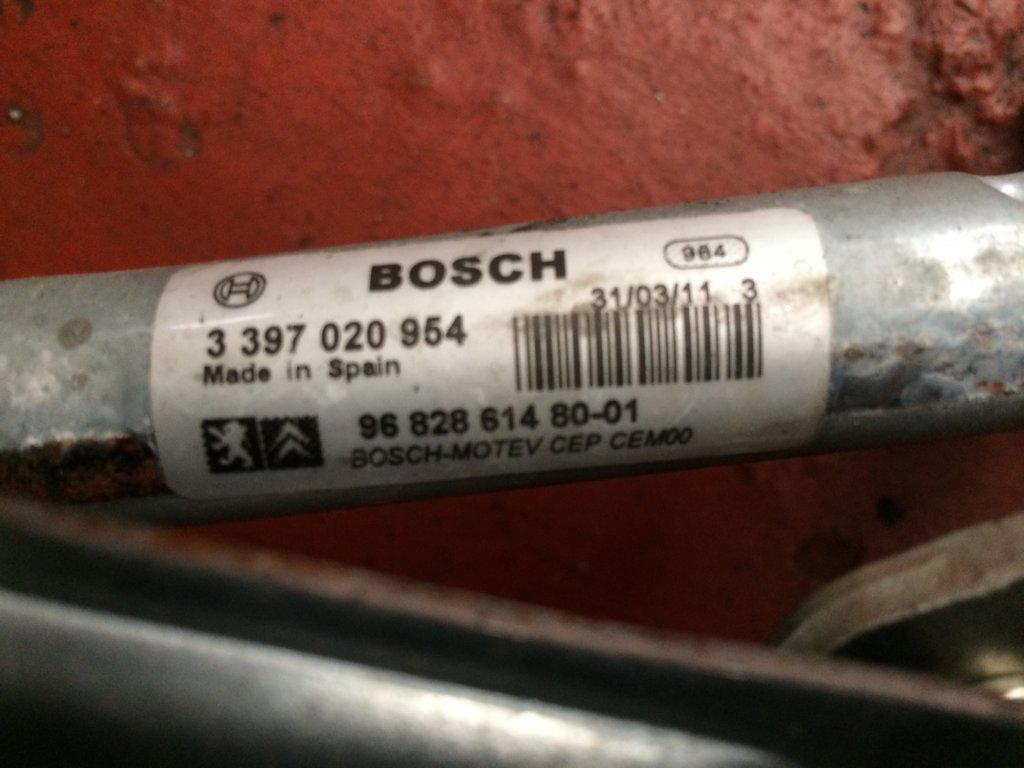 BOSCH
964
31/03/11 3
3 397 020 954
Made in Spain
96 828 614 80-01
BOSCH-MOTEV CEP CEM00